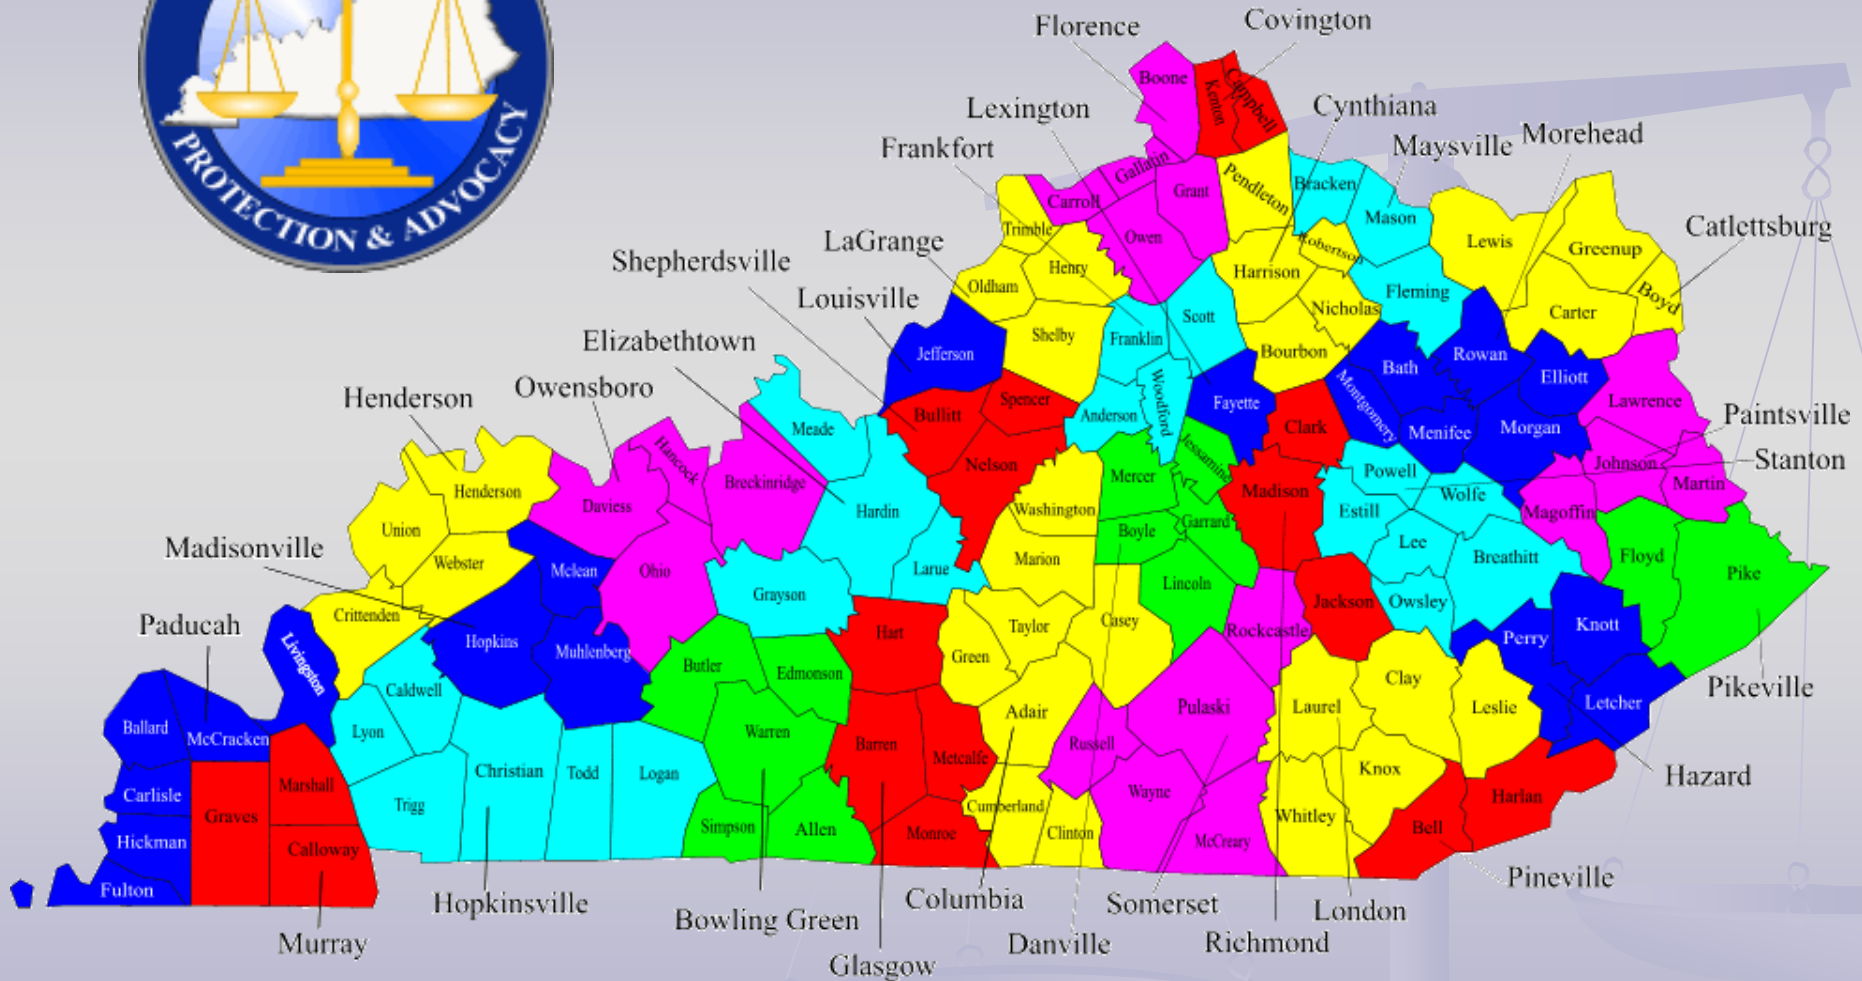 PROTECTION & ADVOCACY
Florence
Covington
Lexington
Cynthiana
Frankfort
Maysville
Morehead
LaGrange
Catlettsburg
Shepherdsville
Louisville
Elizabethtown
Owensboro
Henderson
Paintsville
Stanton
Madisonville
Paducah
Pikeville
Hazard
Pineville
Hopkinsville
Bowling Green
Columbia
Somerset
London
Murray
Danville
Richmond
Glasgow
Boone
Kenton
Campbell
Gallatin
Carroll
Grant
Pendleton
Bracken
Mason
Trimble
Owen
Robertson
Lewis
Greenup
Henry
Harrison
Oldham
Fleming
Boyd
Nicholas
Carter
Scott
Shelby
Franklin
Jefferson
Bourbon
Bath
Rowan
Elliott
Woodford
Fayette
Montgomery
Lawrence
Spencer
Bullitt
Anderson
Clark
Menifee
Morgan
Meade
Hancock
Nelson
Jessamine
Johnson
Powell
Mercer
Breckinridge
Henderson
Madison
Wolfe
Martin
Daviess
Hardin
Washington
Estill
Magoffin
Union
Boyle
Garrard
Lee
Breathitt
Floyd
Webster
Mclean
Ohio
Larue
Marion
Pike
Grayson
Lincoln
Jackson
Owsley
Crittenden
Hart
Taylor
Casey
Rockcastle
Perry
Knott
Hopkins
Muhlenberg
Livingston
Butler
Edmonson
Green
Clay
Caldwell
Adair
Pulaski
Laurel
Leslie
Letcher
Ballard
McCracken
Lyon
Warren
Barren
Metcalfe
Russell
Christian
Todd
Logan
Knox
Marshall
Carlisle
Wayne
Harlan
Trigg
Graves
Cumberland
Whitley
Simpson
Allen
Monroe
Clinton
Bell
Hickman
McCreary
Calloway
Fulton